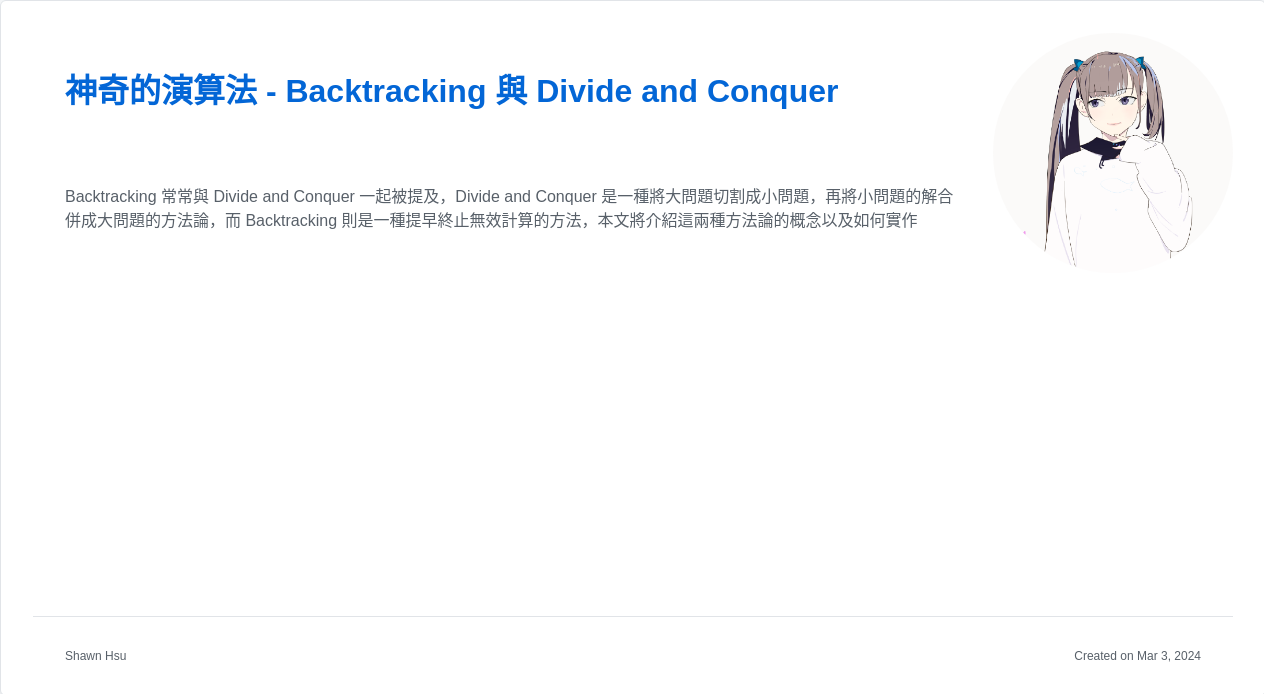 神奇的演算法 - Backtracking 與 Divide and Conquer
Backtracking 常常與 Divide and Conquer 一起被提及，Divide and Conquer 是一種將大問題切割成小問題，再將小問題的解合
併成大問題的方法論，而 Backtracking 則是一種提早終止無效計算的方法，本文將介紹這兩種方法論的概念以及如何實作
Shawn Hsu
Created on Mar 3, 2024